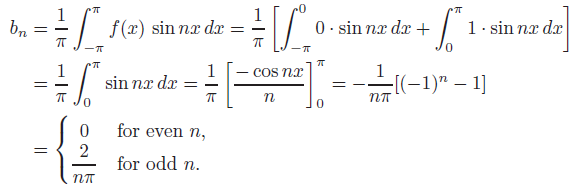 b_n = \frac{1}{\pi} \int_{-\pi}^{\pi} f(x) \sin nx \, dx = \frac{1}{\pi} \left[ \int_{-\pi}^{0} 0 \cdot \sin nx \, dx + \int_{0}^{\pi} 1 \cdot \sin nx \, dx \right]
= \frac{1}{\pi} \int_{0}^{\pi} \sin nx \, dx = \frac{1}{\pi} \left[ \frac{-\cos nx}{n} \right]_{0}^{\pi} = -\frac{1}{n\pi} [(-1)^n - 1]
= \begin{cases} 0 & \text{for even } n, \\ \frac{2}{n\pi} & \text{for odd } n. \end{cases}